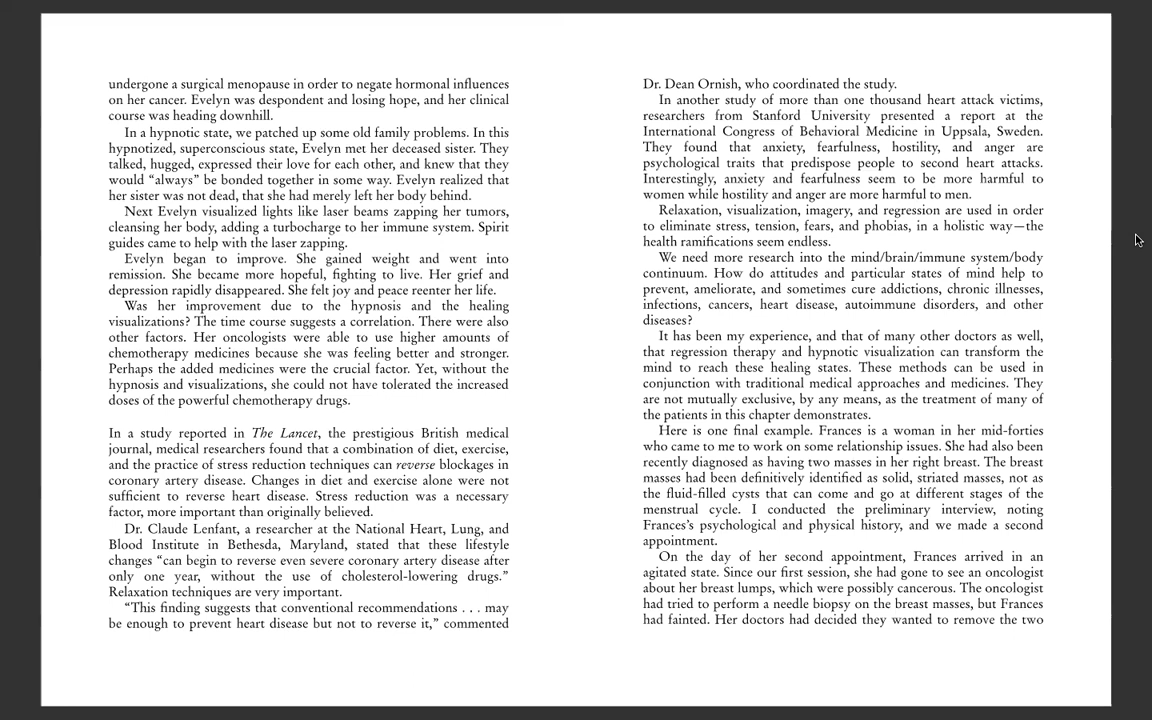 undergone a surgical menopause in order to negate hormonal influences
on her cancer. Evelyn was despondent and losing hope, and her clinical
course was heading downhill.
In a hypnotic state, we patched up some old family problems. In this
hypnotized, superconscious state, Evelyn met her deceased sister. They
talked, hugged, expressed their love for each other, and knew that they
would “always” be bonded together in some way. Evelyn realized that
her sister was not dead, that she had merely left her body behind.
Next Evelyn visualized lights like laser beams zapping her tumors,
cleansing her body, adding a turbocharge to her immune system. Spirit
guides came to help with the laser zapping.
Evelyn began to improve. She gained weight and went into
remission. She became more hopeful, fighting to live. Her grief and
depression rapidly disappeared. She felt joy and peace reenter her life.
Was her improvement due to the hypnosis and the healing
visualizations? The time course suggests a correlation. There were also
other factors. Her oncologists were able to use higher amounts of
chemotherapy medicines because she was feeling better and stronger.
Perhaps the added medicines were the crucial factor. Yet, without the
hypnosis and visualizations, she could not have tolerated the increased
doses of the powerful chemotherapy drugs.
In a study reported in The Lancet, the prestigious British medical
journal, medical researchers found that a combination of diet, exercise,
and the practice of stress reduction techniques can reverse blockages in
coronary artery disease. Changes in diet and exercise alone were not
sufficient to reverse heart disease. Stress reduction was a necessary
factor, more important than originally believed.
Dr. Claude Lenfant, a researcher at the National Heart, Lung, and
Blood Institute in Bethesda, Maryland, stated that these lifestyle
changes “can begin to reverse even severe coronary artery disease after
only one year, without the use of cholesterol-lowering drugs.”
Relaxation techniques are very important.
“This finding suggests that conventional recommendations . . . may
be enough to prevent heart disease but not to reverse it,” commented
Dr. Dean Ornish, who coordinated the study.
In another study of more than one thousand heart attack victims,
researchers from Stanford University presented a report at the
International Congress of Behavioral Medicine in Uppsala, Sweden.
They found that anxiety, fearfulness, hostility, and anger are
psychological traits that predispose people to second heart attacks.
Interestingly, anxiety and fearfulness seem to be more harmful to
women while hostility and anger are more harmful to men.
Relaxation, visualization, imagery, and regression are used in order
to eliminate stress, tension, fears, and phobias, in a holistic way—the
health ramifications seem endless.
We need more research into the mind/brain/immune system/body
continuum. How do attitudes and particular states of mind help to
prevent, ameliorate, and sometimes cure addictions, chronic illnesses,
infections, cancers, heart disease, autoimmune disorders, and other
diseases?
It has been my experience, and that of many other doctors as well,
that regression therapy and hypnotic visualization can transform the
mind to reach these healing states. These methods can be used in
conjunction with traditional medical approaches and medicines. They
are not mutually exclusive, by any means, as the treatment of many of
the patients in this chapter demonstrates.
Here is one final example. Frances is a woman in her mid-forties
who came to me to work on some relationship issues. She had also been
recently diagnosed as having two masses in her right breast. The breast
masses had been definitively identified as solid, striated masses, not as
the fluid-filled cysts that can come and go at different stages of the
menstrual cycle. I conducted the preliminary interview, noting
Frances’s psychological and physical history, and we made a second
appointment.
On the day of her second appointment, Frances arrived in an
agitated state. Since our first session, she had gone to see an oncologist
about her breast lumps, which were possibly cancerous. The oncologist
had tried to perform a needle biopsy on the breast masses, but Frances
had fainted. Her doctors had decided they wanted to remove the two